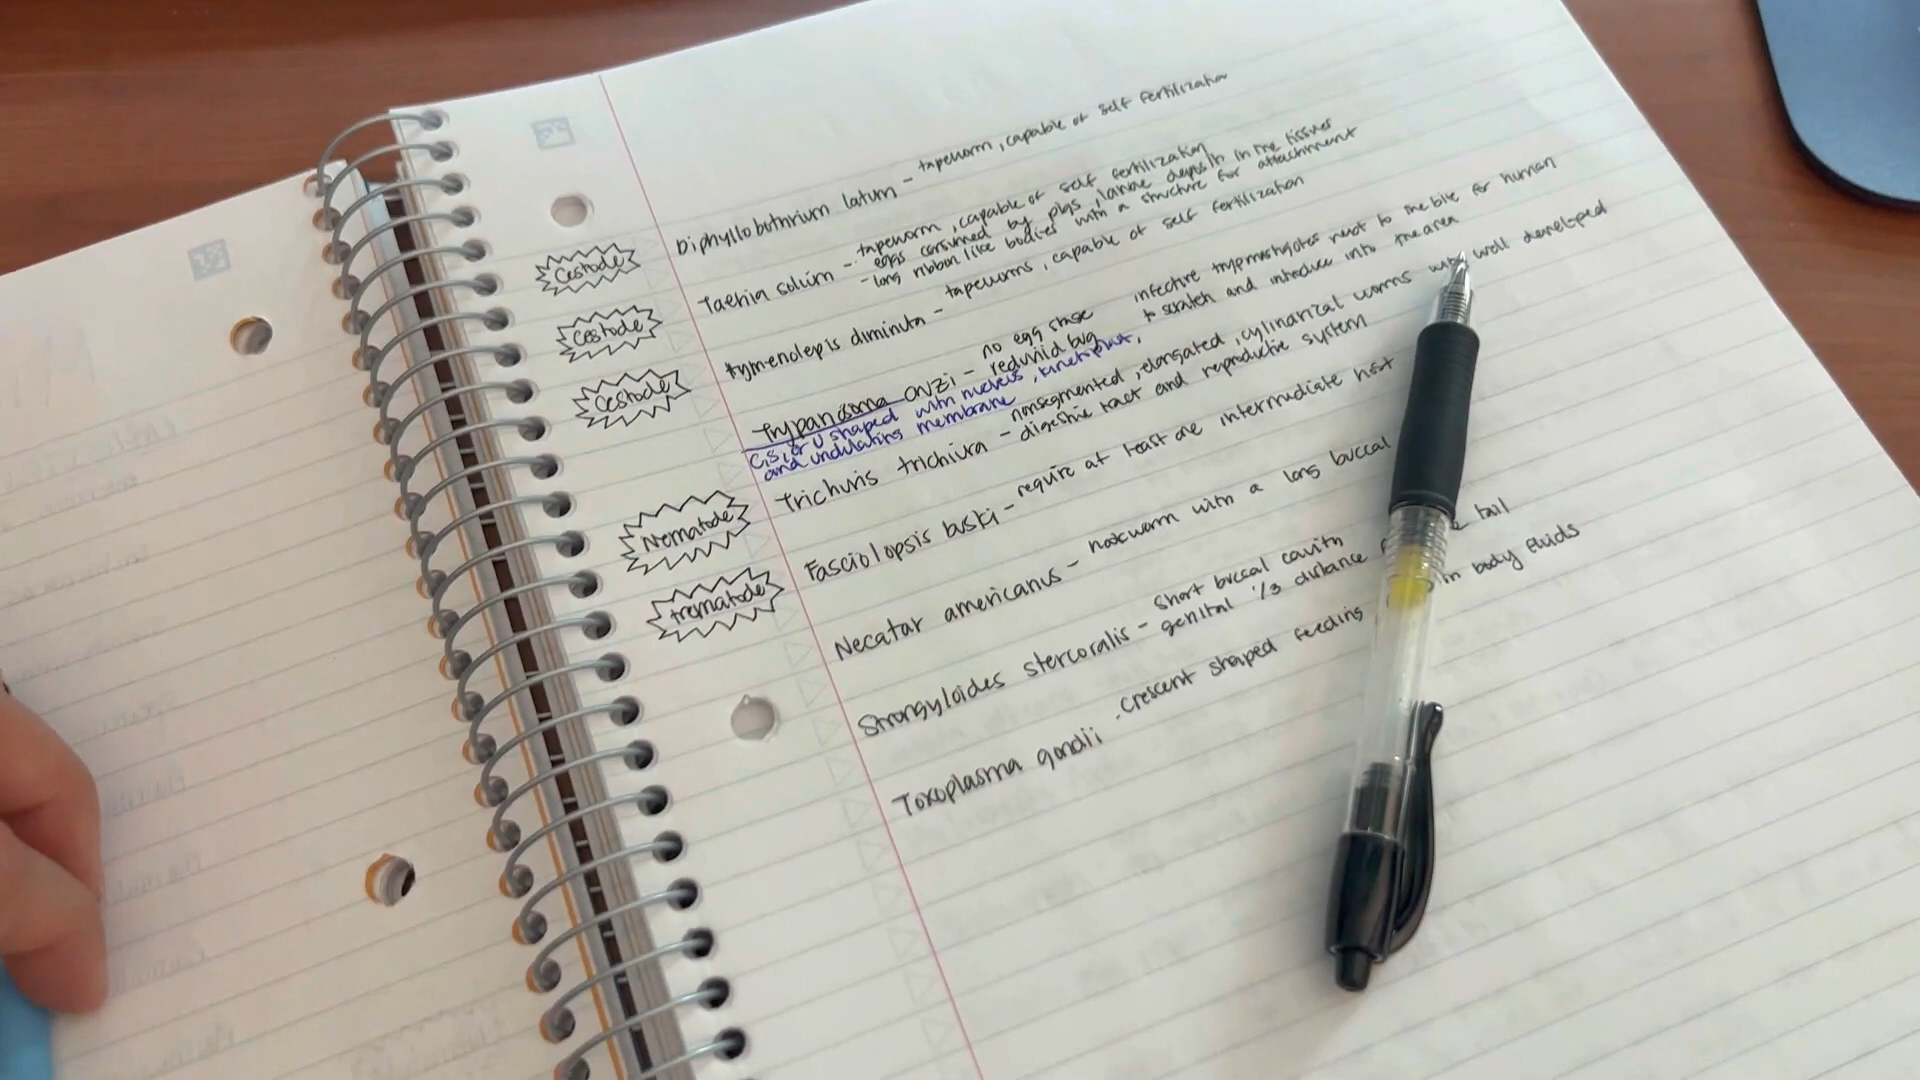 Diphyllobothrium latum - tapeworm, capable of self fertilization
Cestode
Taenia solium - tapeworm, capable of self fertilization
- eggs consumed by pigs, larvae deposit in the tissues
- long ribbon like bodies with a structure for attachment
Cestode
Hymenolepis diminuta - tapeworms, capable of self fertilization
Cestode
Trypanosoma cruzi - no egg stage
reduviid bug
infective trypmastigotes next to the bite for human
to scratch and introduce into the area
C, S, or U shaped with nucleus, kinetoplast,
and undulating membrane
Trichuris trichiura - nonsegmented, elongated, cylindrical worms with well developed
digestive tract and reproductive system
Nematode
Fasciolopsis buski - require at least one intermediate host
trematode
Necatar americanus - hookworm with a long buccal
Strongyloides stercoralis - short buccal cavity
genital 1/3 distance tail
Toxoplasma gondii - crescent shaped feeding in body fluids